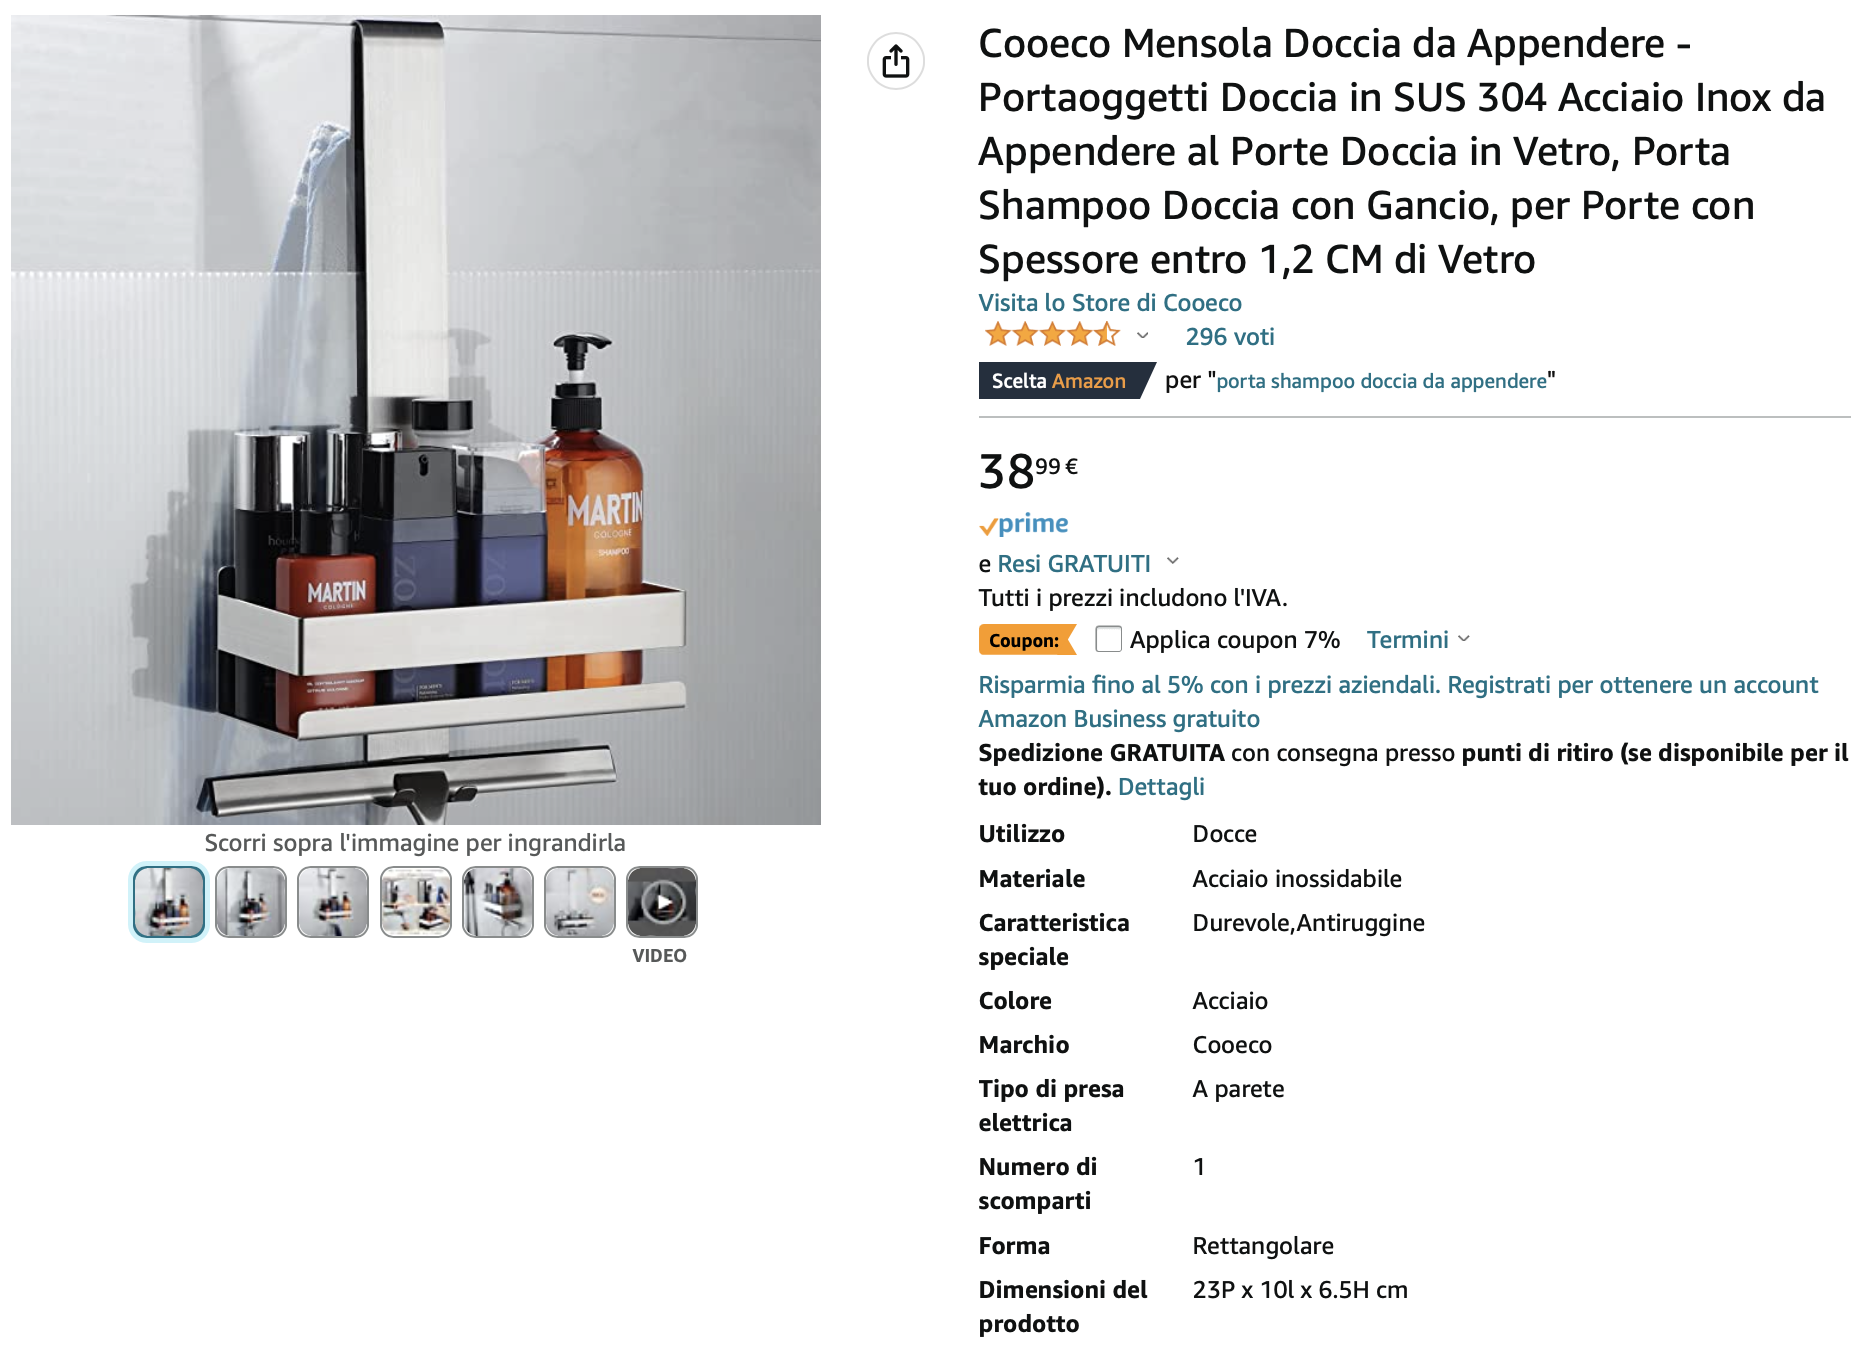 MARTIN
COLOGNE
SHAMPOO
MARTIN
COLOGNE
Scorri sopra l'immagine per ingrandirla
VIDEO
Cooeco Mensola Doccia da Appendere -
Portaoggetti Doccia in SUS 304 Acciaio Inox da
Appendere al Porte Doccia in Vetro, Porta
Shampoo Doccia con Gancio, per Porte con
Spessore entro 1,2 CM di Vetro
Visita lo Store di Cooeco
296 voti
Scelta Amazon per "porta shampoo doccia da appendere"
38 99 €
prime
e Resi GRATUITI
Tutti i prezzi includono l'IVA.
Coupon: Applica coupon 7% Termini
Risparmia fino al 5% con i prezzi aziendali. Registrati per ottenere un account
Amazon Business gratuito
Spedizione GRATUITA con consegna presso punti di ritiro (se disponibile per il
tuo ordine). Dettagli
Utilizzo Docce
Materiale Acciaio inossidabile
Caratteristica Durevole,Antiruggine
speciale
Colore Acciaio
Marchio Cooeco
Tipo di presa A parete
elettrica
Numero di 1
scomparti
Forma Rettangolare
Dimensioni del 23P x 10l x 6.5H cm
prodotto